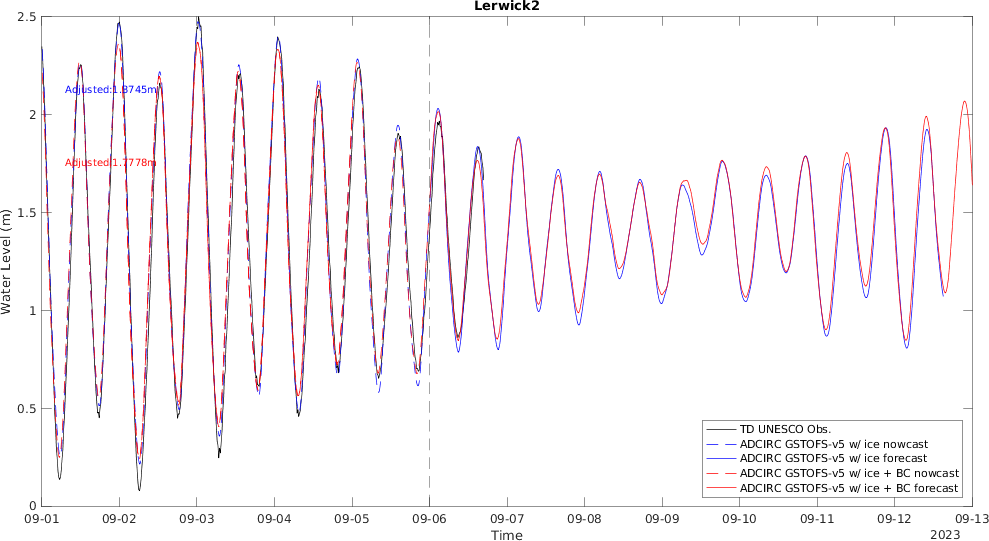 Lerwick2
2.5
2
1.5
1
0.5
0
Water Level (m)
Adjusted:1.8745m
Adjusted:1.7778m
TD UNESCO Obs.
ADCIRC GSTOFS-v5 w/ ice nowcast
ADCIRC GSTOFS-v5 w/ ice forecast
ADCIRC GSTOFS-v5 w/ ice + BC nowcast
ADCIRC GSTOFS-v5 w/ ice + BC forecast
09-01 09-02 09-03 09-04 09-05 09-06 09-07 09-08 09-09 09-10 09-11 09-12 09-13
Time
2023